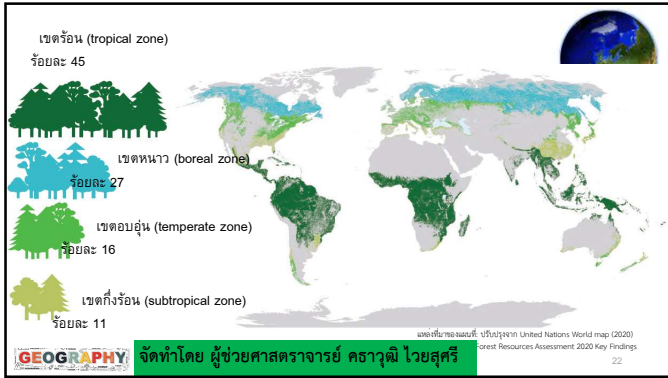 เขตร้อน (tropical zone)
ร้อยละ 45
เขตหนาว (boreal zone)
ร้อยละ 27
เขตอบอุ่น (temperate zone)
ร้อยละ 16
เขตกึ่งร้อน (subtropical zone)
ร้อยละ 11
แหล่งที่มาของแผนที่: ปรับปรุงจาก United Nations World map (2020)
Forest Resources Assessment 2020 Key Findings
GEOGRAPHY
จัดทำโดย ผู้ช่วยศาสตราจารย์ คธาวุฒิ ไวยสุศรี
22